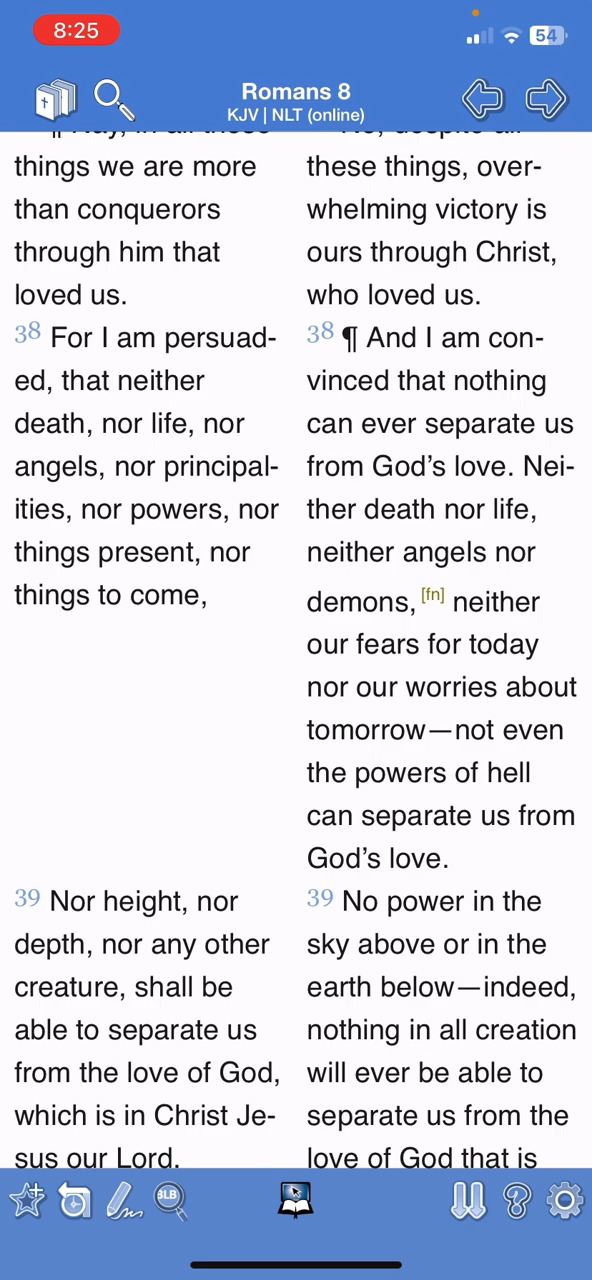 8:25
54
Romans 8
KJV | NLT (online)
¶ Nay, in all these
things we are more
than conquerors
through him that
loved us.
38 For I am persuad-
ed, that neither
death, nor life, nor
angels, nor principal-
ities, nor powers, nor
things present, nor
things to come,
39 Nor height, nor
depth, nor any other
creature, shall be
able to separate us
from the love of God,
which is in Christ Je-
sus our Lord.
No, despite all
these things, over-
whelming victory is
ours through Christ,
who loved us.
38 ¶ And I am con-
vinced that nothing
can ever separate us
from God’s love. Nei-
ther death nor life,
neither angels nor
demons, [fn] neither
our fears for today
nor our worries about
tomorrow—not even
the powers of hell
can separate us from
God’s love.
39 No power in the
sky above or in the
earth below—indeed,
nothing in all creation
will ever be able to
separate us from the
love of God that is
BLB